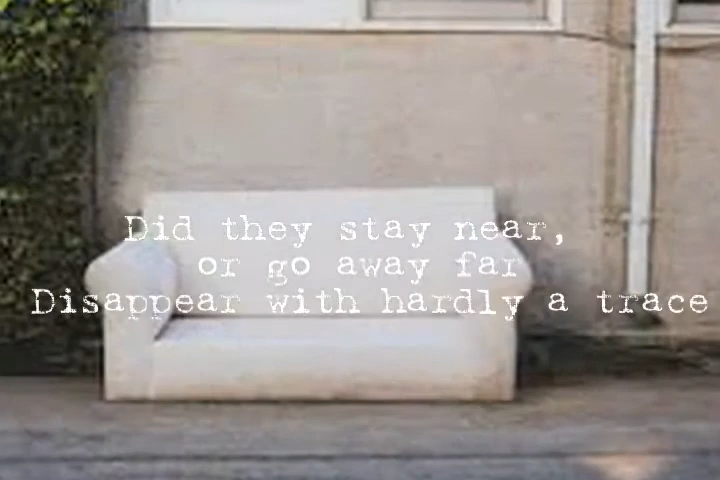 Did they stay near,
or go away far
Disappear with hardly a trace